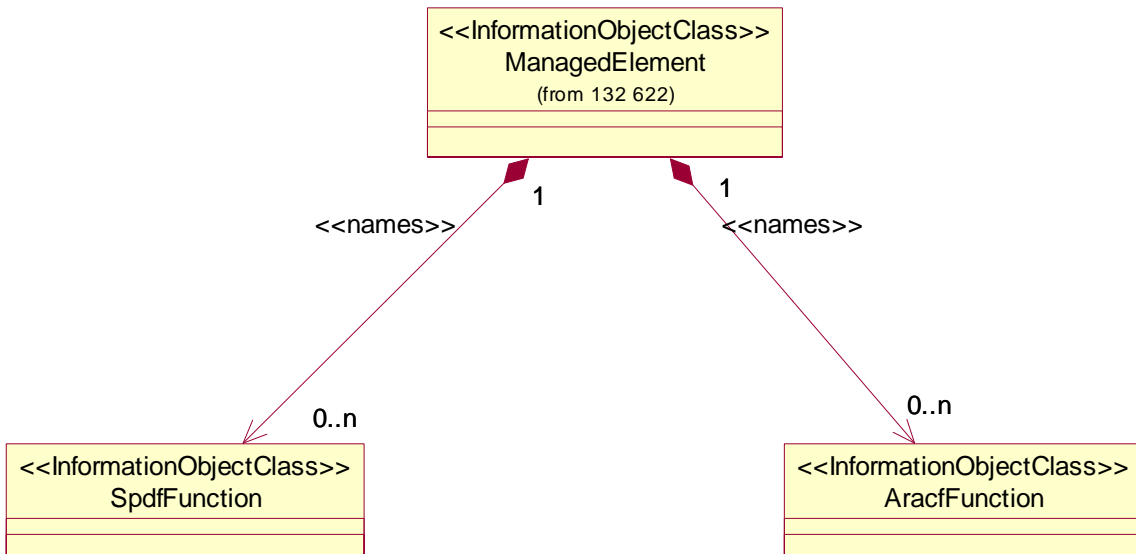 <<InformationObjectClass>>
ManagedElement
(from 132 622)
1
1
<<names>>
<<names>>
0..n
0..n
<<InformationObjectClass>>
SpdfFunction
<<InformationObjectClass>>
AracfFunction